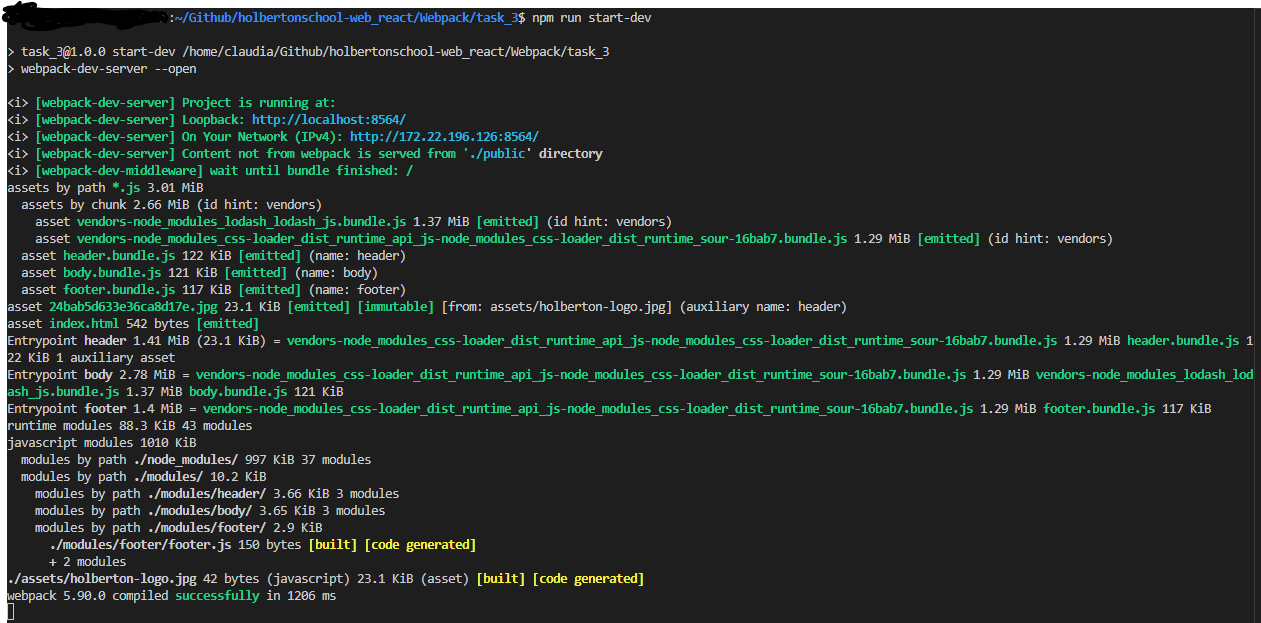 :~/Github/holbertonschool-web_react/Webpack/task_3$ npm run start-dev
> task_3@1.0.0 start-dev /home/claudia/Github/holbertonschool-web_react/Webpack/task_3
> webpack-dev-server --open
<i> [webpack-dev-server] Project is running at:
<i> [webpack-dev-server] Loopback: http://localhost:8564/
<i> [webpack-dev-server] On Your Network (IPv4): http://172.22.196.126:8564/
<i> [webpack-dev-server] Content not from webpack is served from './public' directory
<i> [webpack-dev-middleware] wait until bundle finished: /
assets by path *.js 3.01 MiB
  assets by chunk 2.66 MiB (id hint: vendors)
    asset vendors-node_modules_lodash_lodash_js.bundle.js 1.37 MiB [emitted] (id hint: vendors)
    asset vendors-node_modules_css-loader_dist_runtime_api_js-node_modules_css-loader_dist_runtime_sour-16bab7.bundle.js 1.29 MiB [emitted] (id hint: vendors)
  asset header.bundle.js 122 KiB [emitted] (name: header)
  asset body.bundle.js 121 KiB [emitted] (name: body)
  asset footer.bundle.js 117 KiB [emitted] (name: footer)
asset 24bab5d633e36ca8d17e.jpg 23.1 KiB [emitted] [immutable] [from: assets/holberton-logo.jpg] (auxiliary name: header)
asset index.html 542 bytes [emitted]
Entrypoint header 1.41 MiB (23.1 KiB) = vendors-node_modules_css-loader_dist_runtime_api_js-node_modules_css-loader_dist_runtime_sour-16bab7.bundle.js 1.29 MiB header.bundle.js 1
22 KiB 1 auxiliary asset
Entrypoint body 2.78 MiB = vendors-node_modules_css-loader_dist_runtime_api_js-node_modules_css-loader_dist_runtime_sour-16bab7.bundle.js 1.29 MiB vendors-node_modules_lodash_lod
ash_js.bundle.js 1.37 MiB body.bundle.js 121 KiB
Entrypoint footer 1.4 MiB = vendors-node_modules_css-loader_dist_runtime_api_js-node_modules_css-loader_dist_runtime_sour-16bab7.bundle.js 1.29 MiB footer.bundle.js 117 KiB
runtime modules 88.3 KiB 43 modules
javascript modules 1010 KiB
  modules by path ./node_modules/ 997 KiB 37 modules
  modules by path ./modules/ 10.2 KiB
    modules by path ./modules/header/ 3.66 KiB 3 modules
    modules by path ./modules/body/ 3.65 KiB 3 modules
    modules by path ./modules/footer/ 2.9 KiB
      ./modules/footer/footer.js 150 bytes [built] [code generated]
      + 2 modules
./assets/holberton-logo.jpg 42 bytes (javascript) 23.1 KiB (asset) [built] [code generated]
webpack 5.90.0 compiled successfully in 1206 ms